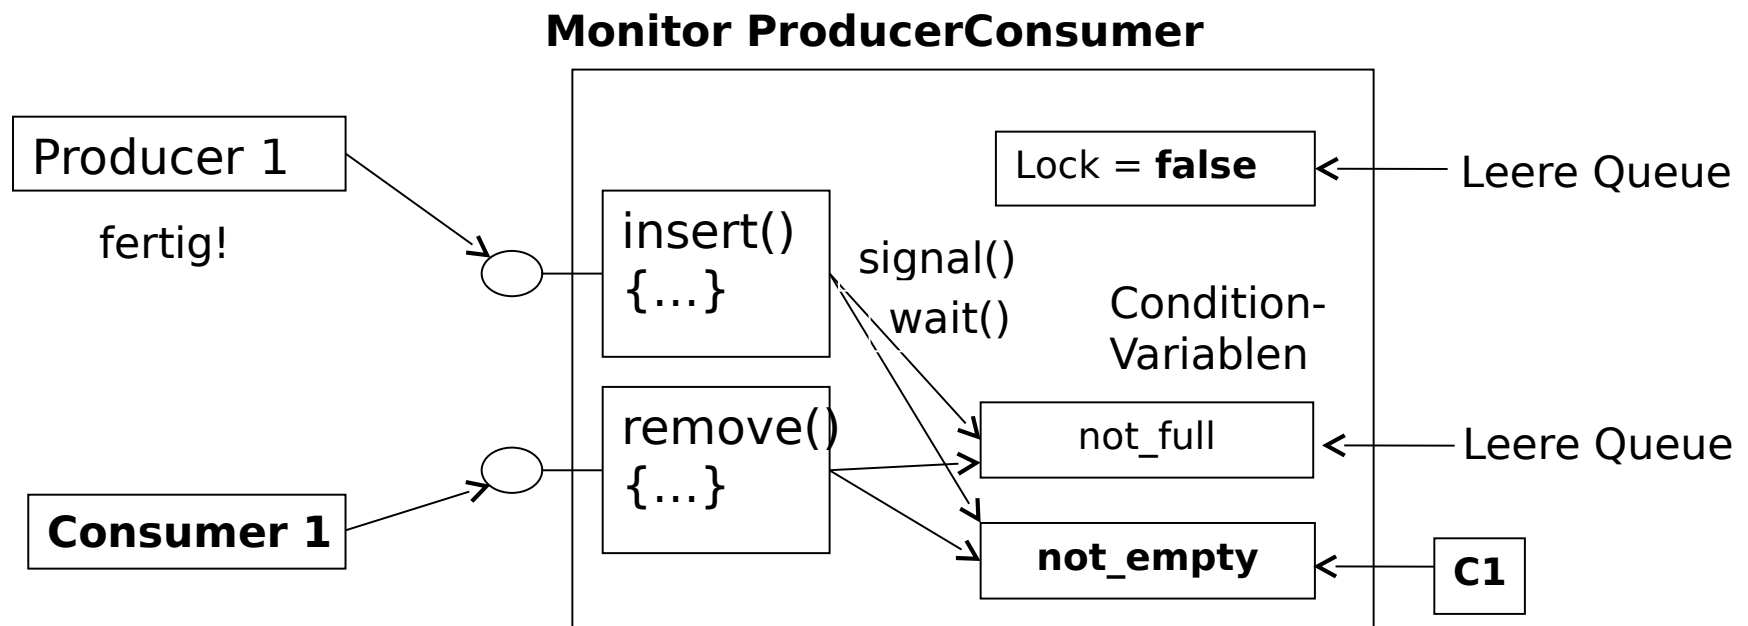 Monitor ProducerConsumer
Producer 1
fertig!
Consumer 1
insert()
{...}
remove()
{...}
signal()
wait()
Lock = false
Leere Queue
Condition-
Variablen
not_full
Leere Queue
not_empty
C1